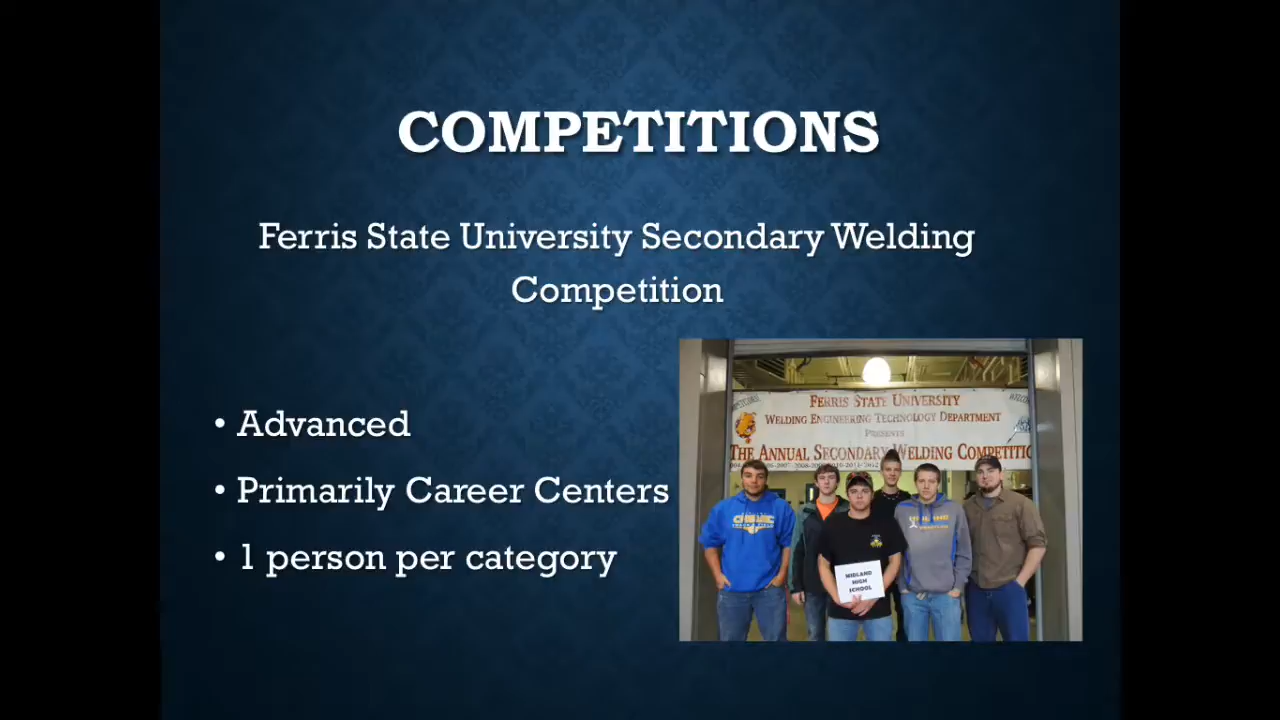 COMPETITIONS
Ferris State University Secondary Welding
Competition
• Advanced
• Primarily Career Centers
• 1 person per category
FERRIS STATE UNIVERSITY
WELDING ENGINEERING TECHNOLOGY DEPARTMENT
PRESENTS
THE ANNUAL SECONDARY WELDING COMPETITIO
MIDLAND
HIGH
SCHOOL